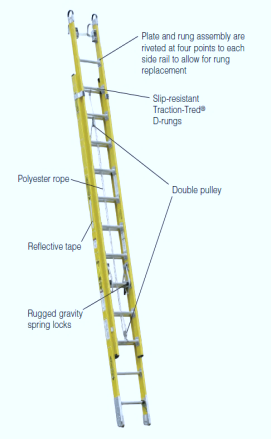 Plate and rung assembly are
riveted at four points to each
side rail to allow for rung
replacement
Slip-resistant
Traction-Tred®
D-rungs
Polyester rope
Double pulley
Reflective tape
Rugged gravity
spring locks